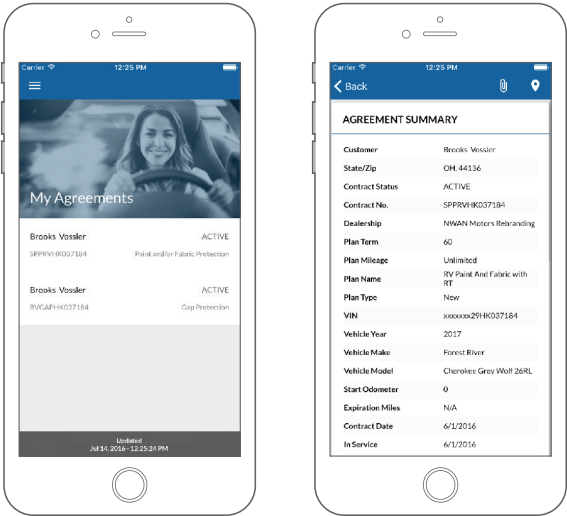 Carrier 12:25 PM
My Agreements
Brooks Vossler ACTIVE
SPPRVHK037184 Paint and/or Fabric Protection
Brooks Vossler ACTIVE
RVGAPHK037184 Gap Protection
Updated
Jul 14, 2016 - 12:25:24 PM
Carrier 12:25 PM
Back
AGREEMENT SUMMARY
Customer Brooks Vossler
State/Zip OH, 44136
Contract Status ACTIVE
Contract No. SPPRVHK037184
Dealership NWAN Motors Rebranding
Plan Term 60
Plan Mileage Unlimited
Plan Name RV Paint And Fabric with
RT
Plan Type New
VIN xxxxxxx29HK037184
Vehicle Year 2017
Vehicle Make Forest River
Vehicle Model Cherokee Grey Wolf 26RL
Start Odometer 0
Expiration Miles N/A
Contract Date 6/1/2016
In Service 6/1/2016